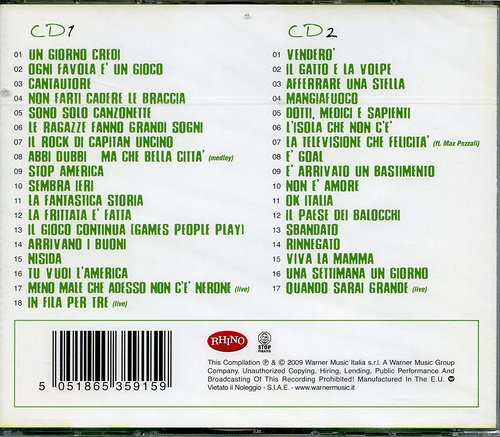 CD1
01 UN GIORNO CREDI
02 OGNI FAVOLA E' UN GIOCO
03 CANTAUTORE
04 NON FARTI CADERE LE BRACCIA
05 SONO SOLO CANZONETTE
06 LE RAGAZZE FANNO GRANDI SOGNI
07 IL ROCK DI CAPITAN UNCINO
08 ABBI DUBBI MA CHE BELLA CITTA' (medley)
09 STOP AMERICA
10 SEMBRA IERI
11 LA FANTASTICA STORIA
12 LA FRITTATA E' FATTA
13 IL GIOCO CONTINUA (GAMES PEOPLE PLAY)
14 ARRIVANO I BUONI
15 NISIDA
16 TU VUOI L'AMERICA
17 MENO MALE CHE ADESSO NON C'E' NERONE (live)
18 IN FILA PER TRE (live)
CD2
01 VENDERO'
02 IL GATTO E LA VOLPE
03 AFFERRARE UNA STELLA
04 MANGIAFUOCO
05 DOTTI, MEDICI E SAPIENTI
06 L'ISOLA CHE NON C'E'
07 LA TELEVISIONE CHE FELICITA' (ft. Max Pezzali)
08 E' GOAL
09 E' ARRIVATO UN BASTIMENTO
10 NON E' AMORE
11 OK ITALIA
12 IL PAESE DEI BALOCCHI
13 SBANDATO
14 RINNEGATO
15 VIVA LA MAMMA
16 UNA SETTIMANA UN GIORNO
17 QUANDO SARAI GRANDE (live)
5 051865 359159
RHINO
STOP
PIRATES
This Compilation ℗ & © 2009 Warner Music Italia s.r.l. A Warner Music Group
Company. Unauthorized Copying, Hiring, Lending, Public Performance And
Broadcasting Of This Recording Prohibited! Manufactured In The E.U.
Vietato il Noleggio - S.I.A.E. - www.warnermusic.it